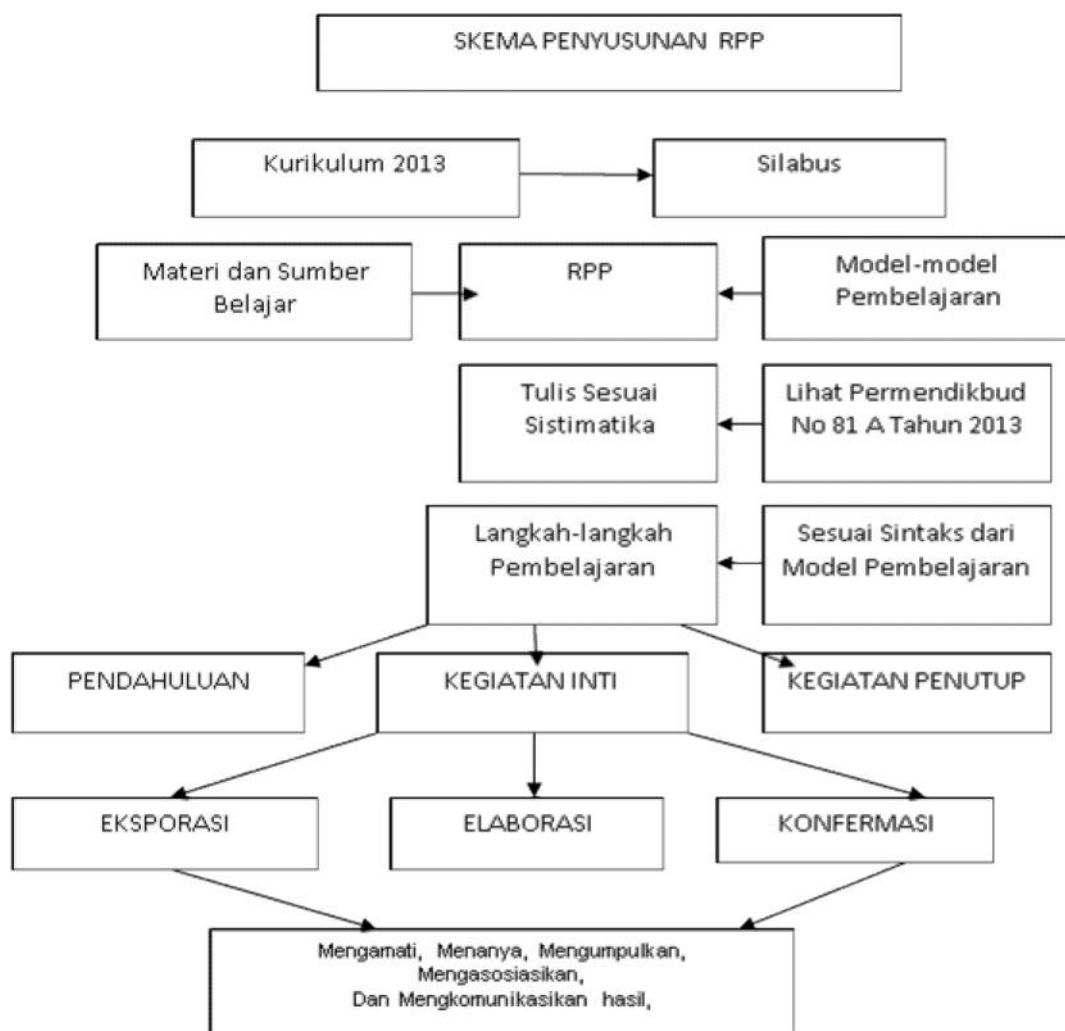 SKEMA PENYUSUNAN RPP
Kurikulum 2013
Silabus
Materi dan Sumber
Belajar
RPP
Model-model
Pembelajaran
Tulis Sesuai
Sistimatika
Lihat Permendikbud
No 81 A Tahun 2013
Langkah-langkah
Pembelajaran
Sesuai Sintaks dari
Model Pembelajaran
PENDAHULUAN
KEGIATAN INTI
KEGIATAN PENUTUP
EKSPORASI
ELABORASI
KONFERMASI
Mengamati, Menanya, Mengumpulkan,
Mengasosiasikan,
Dan Mengkomunikasikan hasil,